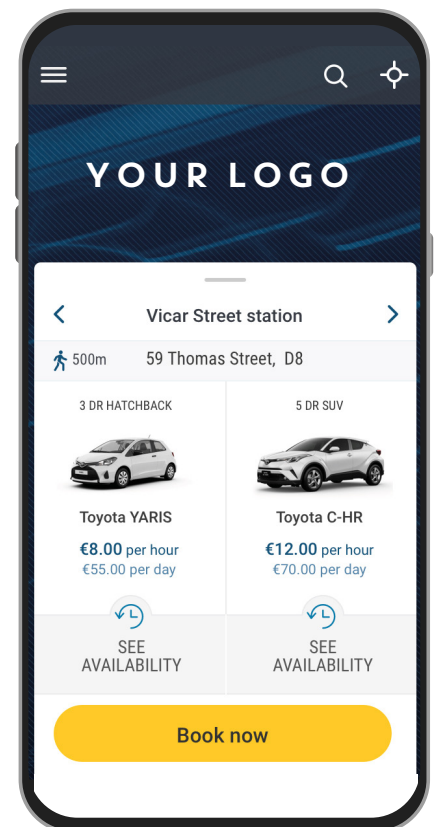 YOUR LOGO
Vicar Street station
500m 59 Thomas Street, D8
3 DR HATCHBACK
Toyota YARIS
€8.00 per hour
€55.00 per day
SEE
AVAILABILITY
5 DR SUV
Toyota C-HR
€12.00 per hour
€70.00 per day
SEE
AVAILABILITY
Book now